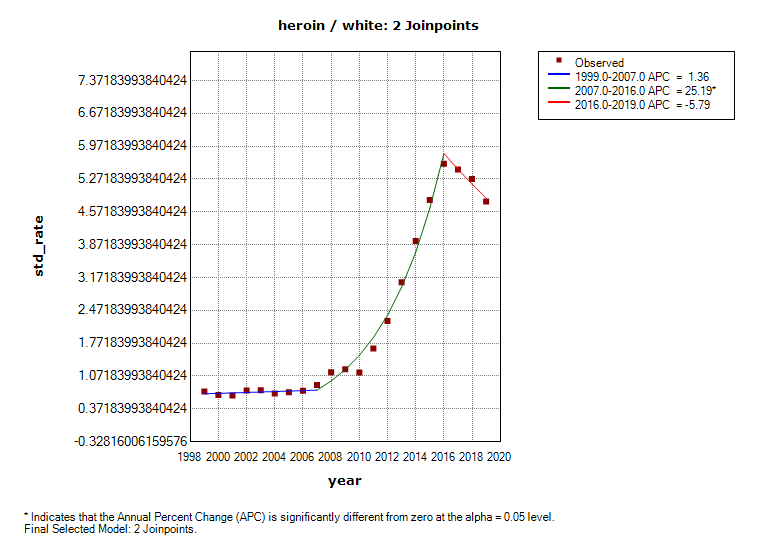 heroin / white: 2 Joinpoints
7.37183993840424
6.67183993840424
5.97183993840424
5.27183993840424
4.57183993840424
3.87183993840424
3.17183993840424
2.47183993840424
1.77183993840424
1.07183993840424
0.37183993840424
-0.32816006159576
std_rate
1998 2000 2002 2004 2006 2008 2010 2012 2014 2016 2018 2020
year
Observed
1999.0-2007.0 APC = 1.36
2007.0-2016.0 APC = 25.19*
2016.0-2019.0 APC = -5.79
* Indicates that the Annual Percent Change (APC) is significantly different from zero at the alpha = 0.05 level.
Final Selected Model: 2 Joinpoints.